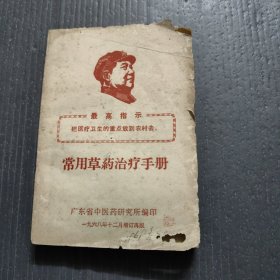 最高指示
把医疗卫生的重点放到农村去。
常用草药治疗手册
广东省中医药研究所编印
一九六八年十二月增订再版